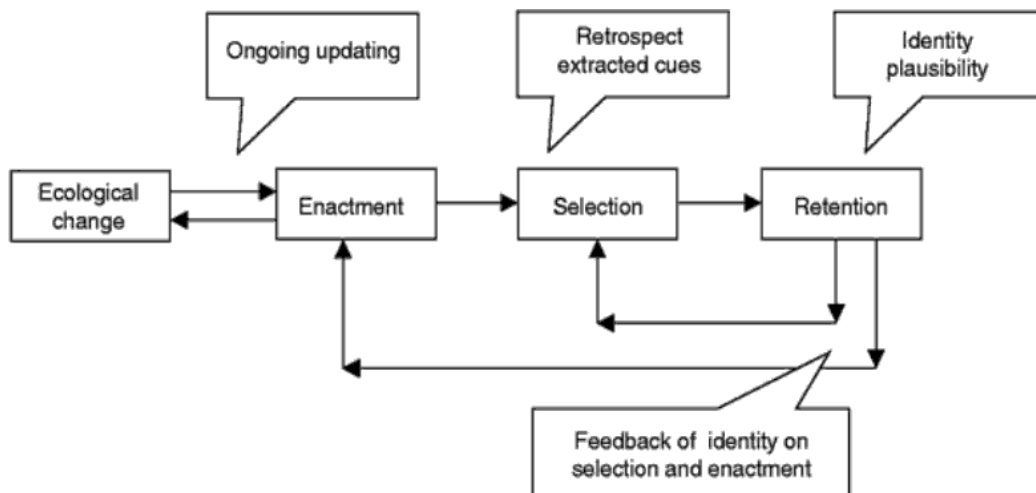 Ongoing updating
Retrospect
extracted cues
Identity
plausibility
Ecological
change
Enactment
Selection
Retention
Feedback of identity on
selection and enactment